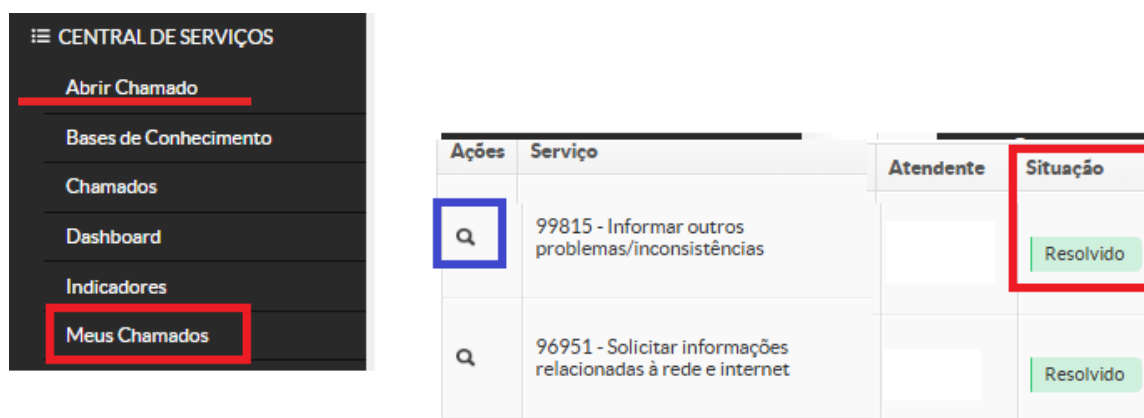 CENTRAL DE SERVIÇOS
Abrir Chamado
Bases de Conhecimento
Chamados
Dashboard
Indicadores
Meus Chamados
Ações Serviço Atendente Situação
99815 - Informar outros
problemas/inconsistências
Resolvido
96951 - Solicitar informações
relacionadas à rede e internet
Resolvido